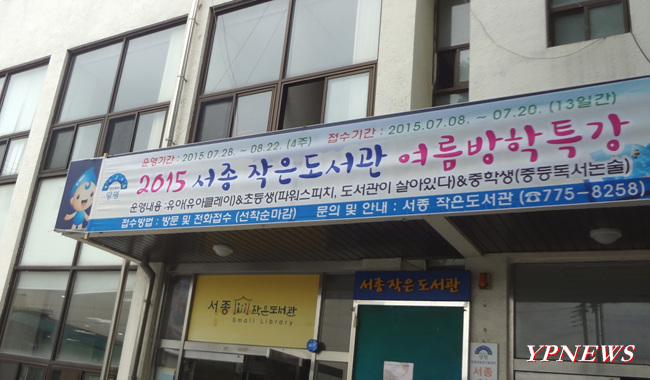 운영기간 : 2015.07.28. ~ 08.22. (4주) 접수기간 : 2015.07.08. ~ 07.20. (13일간)
2015 서종 작은도서관 여름방학특강
운영내용 :유아(유아클레이)&초등생(파워스피치, 도서관이 살아있다)&중학생(중등독서논술)
접수방법 : 방문 및 전화접수 (선착순마감) 문의 및 안내 : 서종 작은도서관 (☎775-8258)
양평
서종 작은도서관
Small Library
서종 작은도서관
양평
서종
YPNEWS